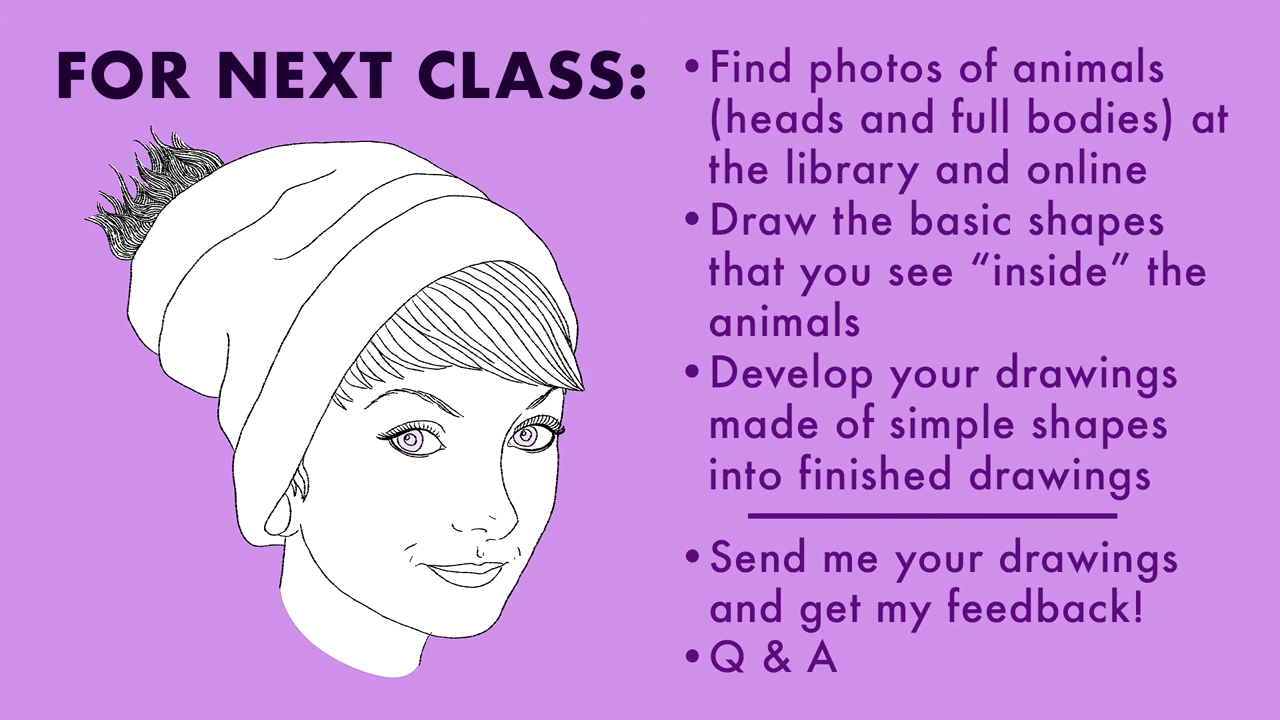 FOR NEXT CLASS:
•Find photos of animals
(heads and full bodies) at
the library and online
•Draw the basic shapes
that you see “inside” the
animals
•Develop your drawings
made of simple shapes
into finished drawings
•Send me your drawings
and get my feedback!
•Q & A